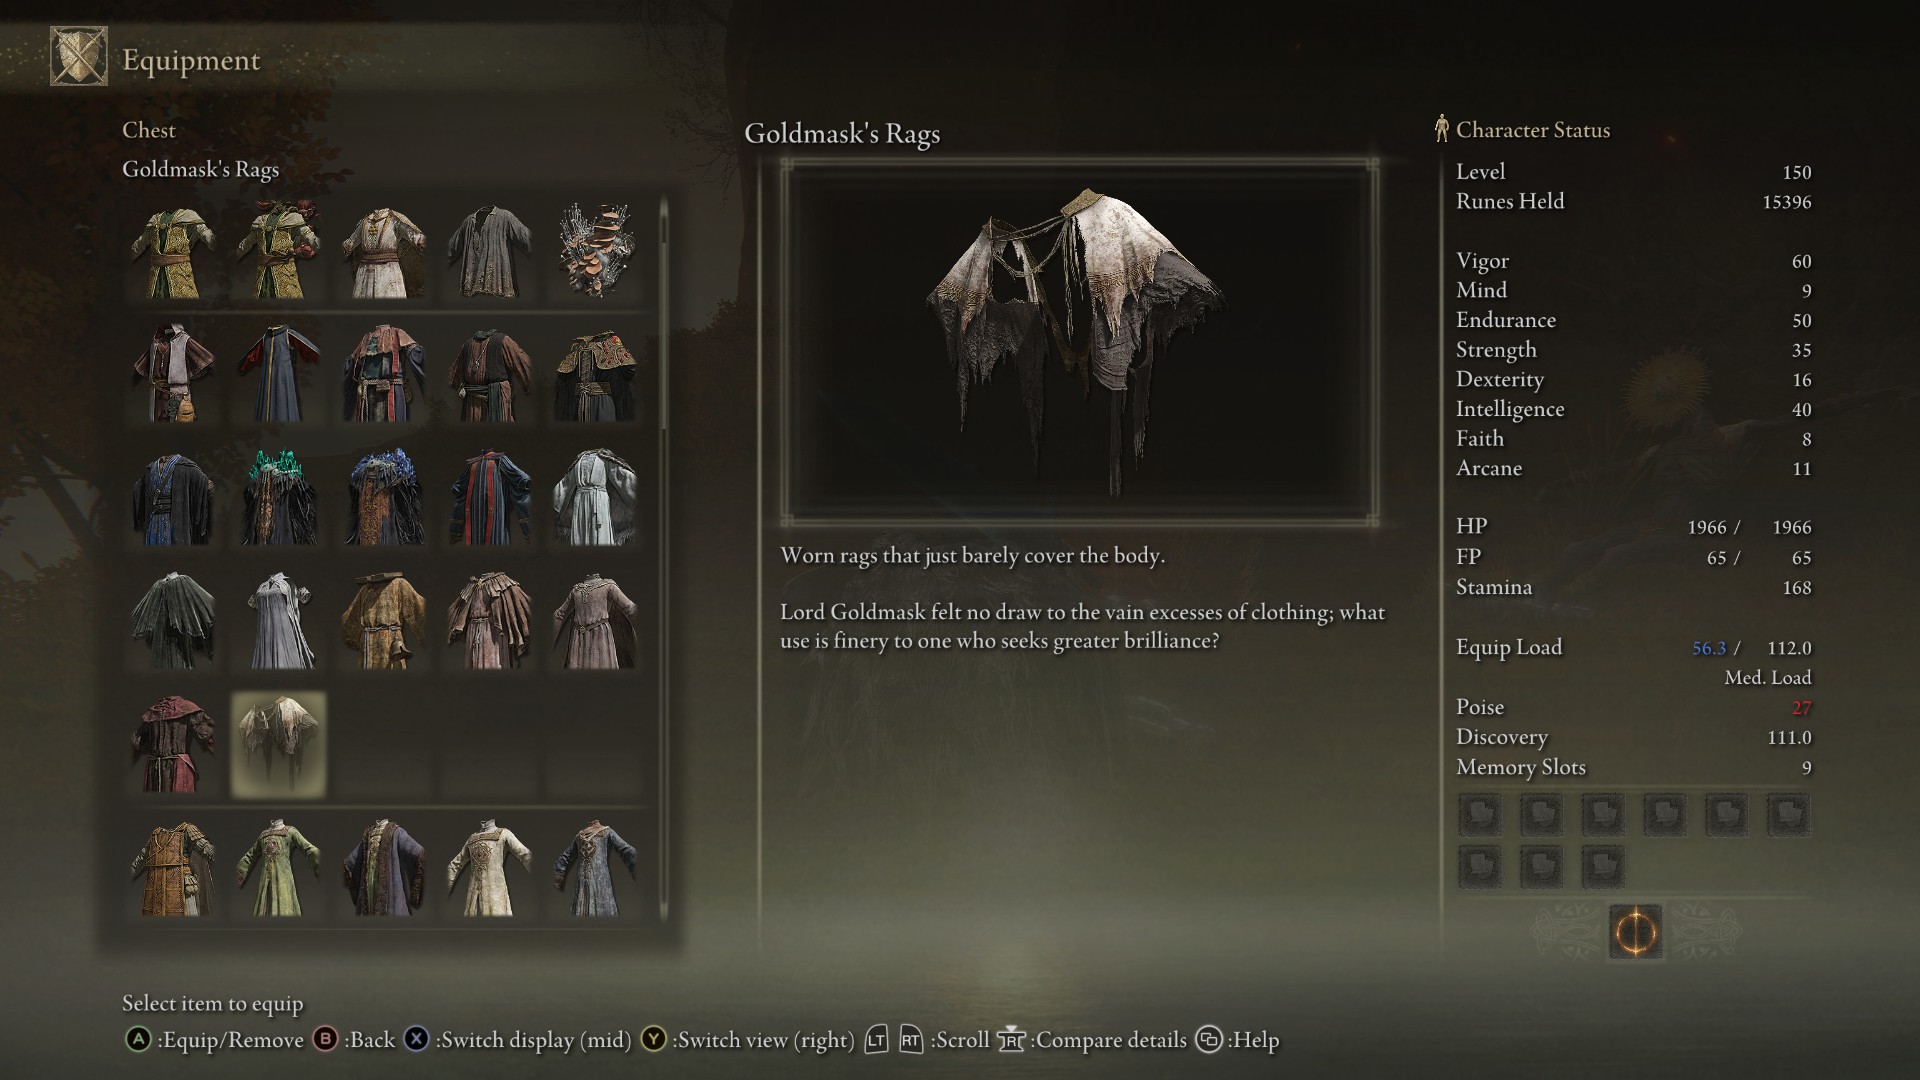 Equipment
Chest
Goldmask's Rags
Goldmask's Rags
Worn rags that just barely cover the body.
Lord Goldmask felt no draw to the vain excesses of clothing; what
use is finery to one who seeks greater brilliance?
Character Status
Level 150
Runes Held 15396
Vigor 60
Mind 9
Endurance 50
Strength 35
Dexterity 16
Intelligence 40
Faith 8
Arcane 11
HP 1966 / 1966
FP 65 / 65
Stamina 168
Equip Load 56.3 / 112.0
Med. Load
Poise 27
Discovery 111.0
Memory Slots 9
Select item to equip
A :Equip/Remove B :Back X :Switch display (mid) Y :Switch view (right) LT RT :Scroll R :Compare details :Help